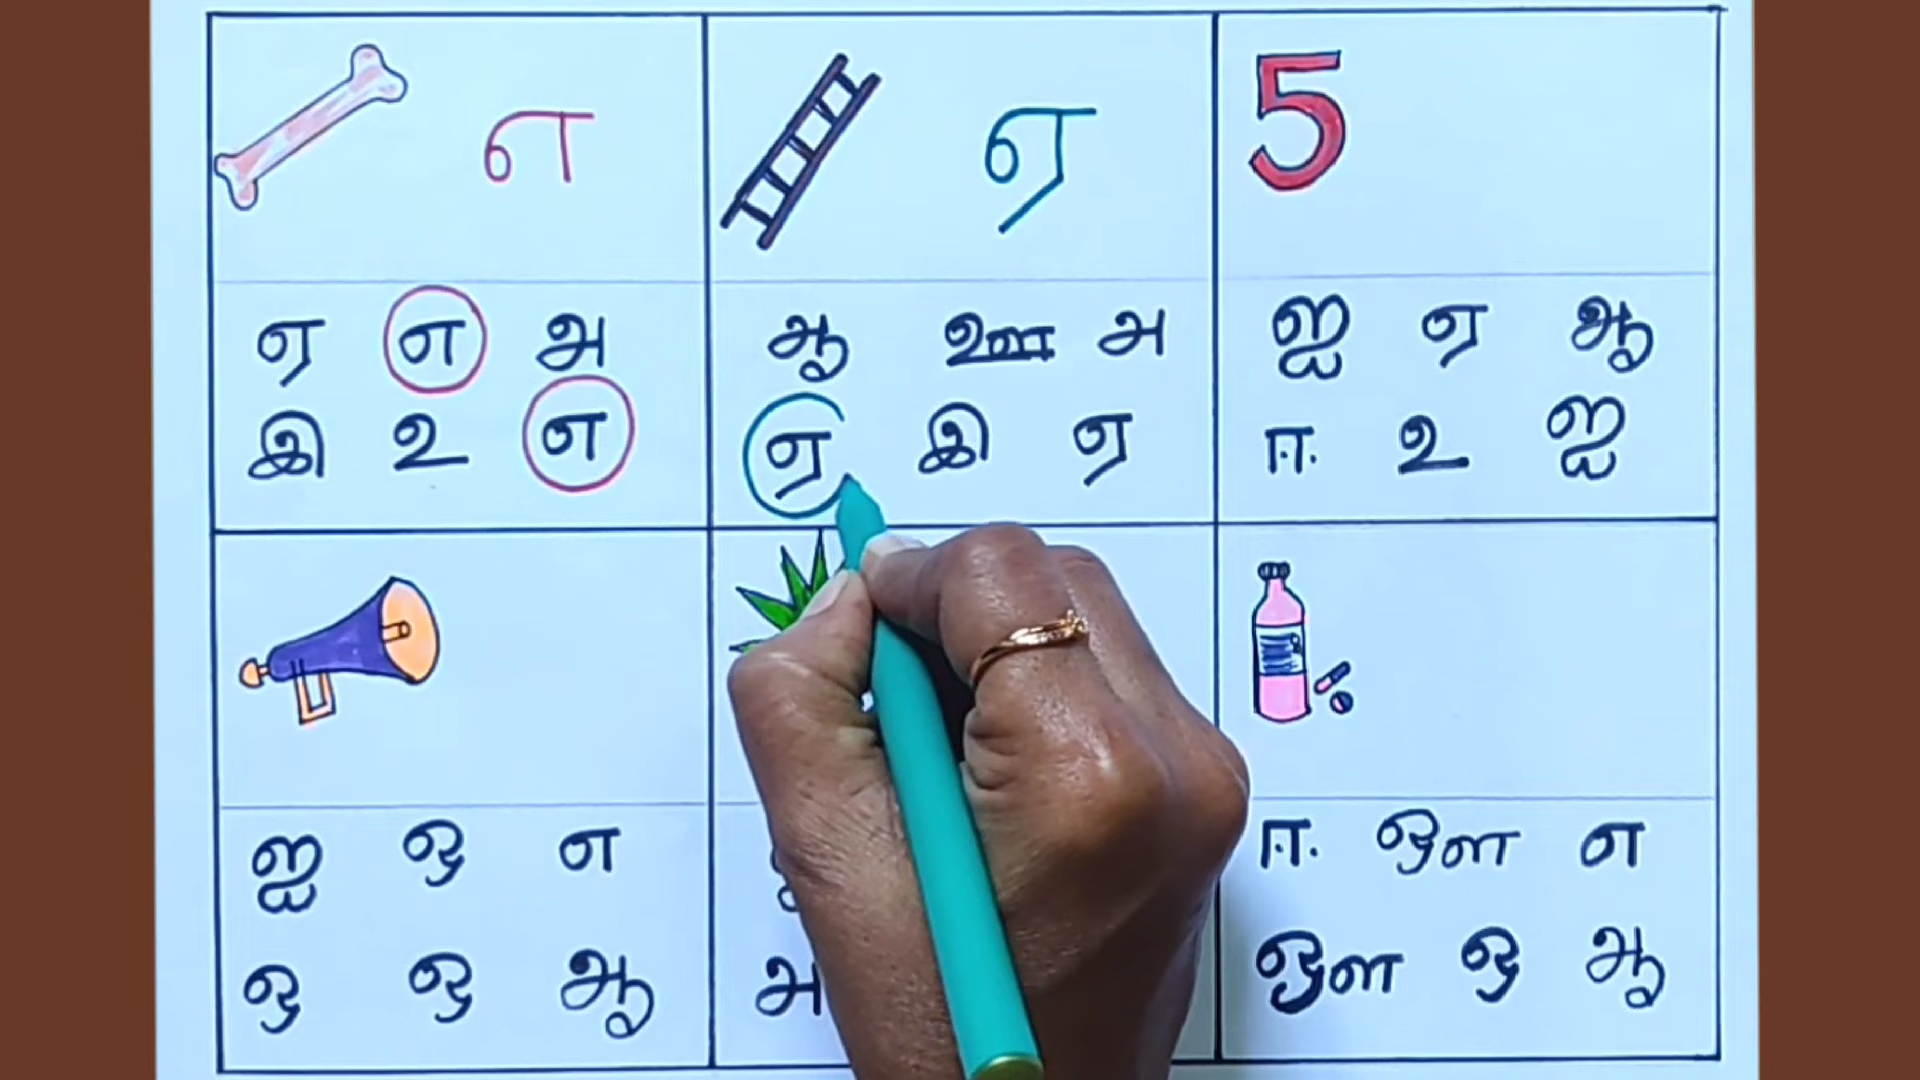 எ
ஏ
5
ஏ எ அ
இ உ எ
ஆ ஊ அ
ஏ இ ஏ
ஐ ஏ ஆ
ஈ உ ஐ
ஐ ஒ எ
ஒ ஒ ஆ
அ
ஈ ஔ எ
ஔ ஒ ஆ